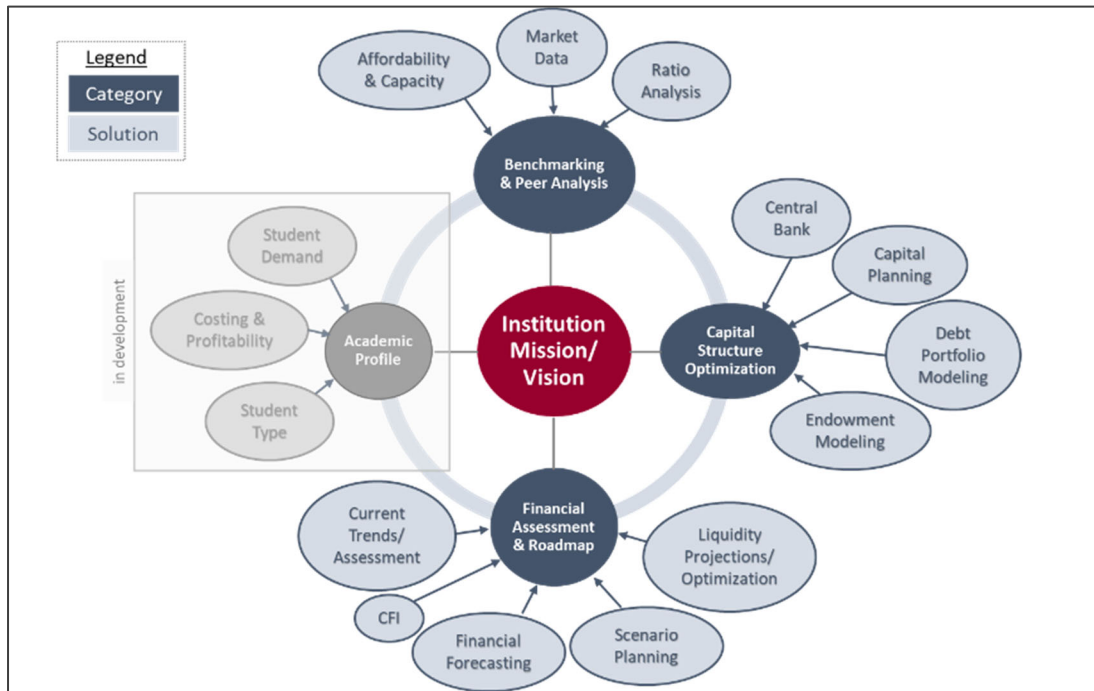 Legend
Category
Solution
Affordability
& Capacity
Market
Data
Ratio
Analysis
Benchmarking
& Peer Analysis
in development
Student
Demand
Costing &
Profitability
Student
Type
Academic
Profile
Institution
Mission/
Vision
Capital
Structure
Optimization
Central
Bank
Capital
Planning
Debt
Portfolio
Modeling
Endowment
Modeling
Financial
Assessment
& Roadmap
Current
Trends/
Assessment
CFI
Financial
Forecasting
Scenario
Planning
Liquidity
Projections/
Optimization